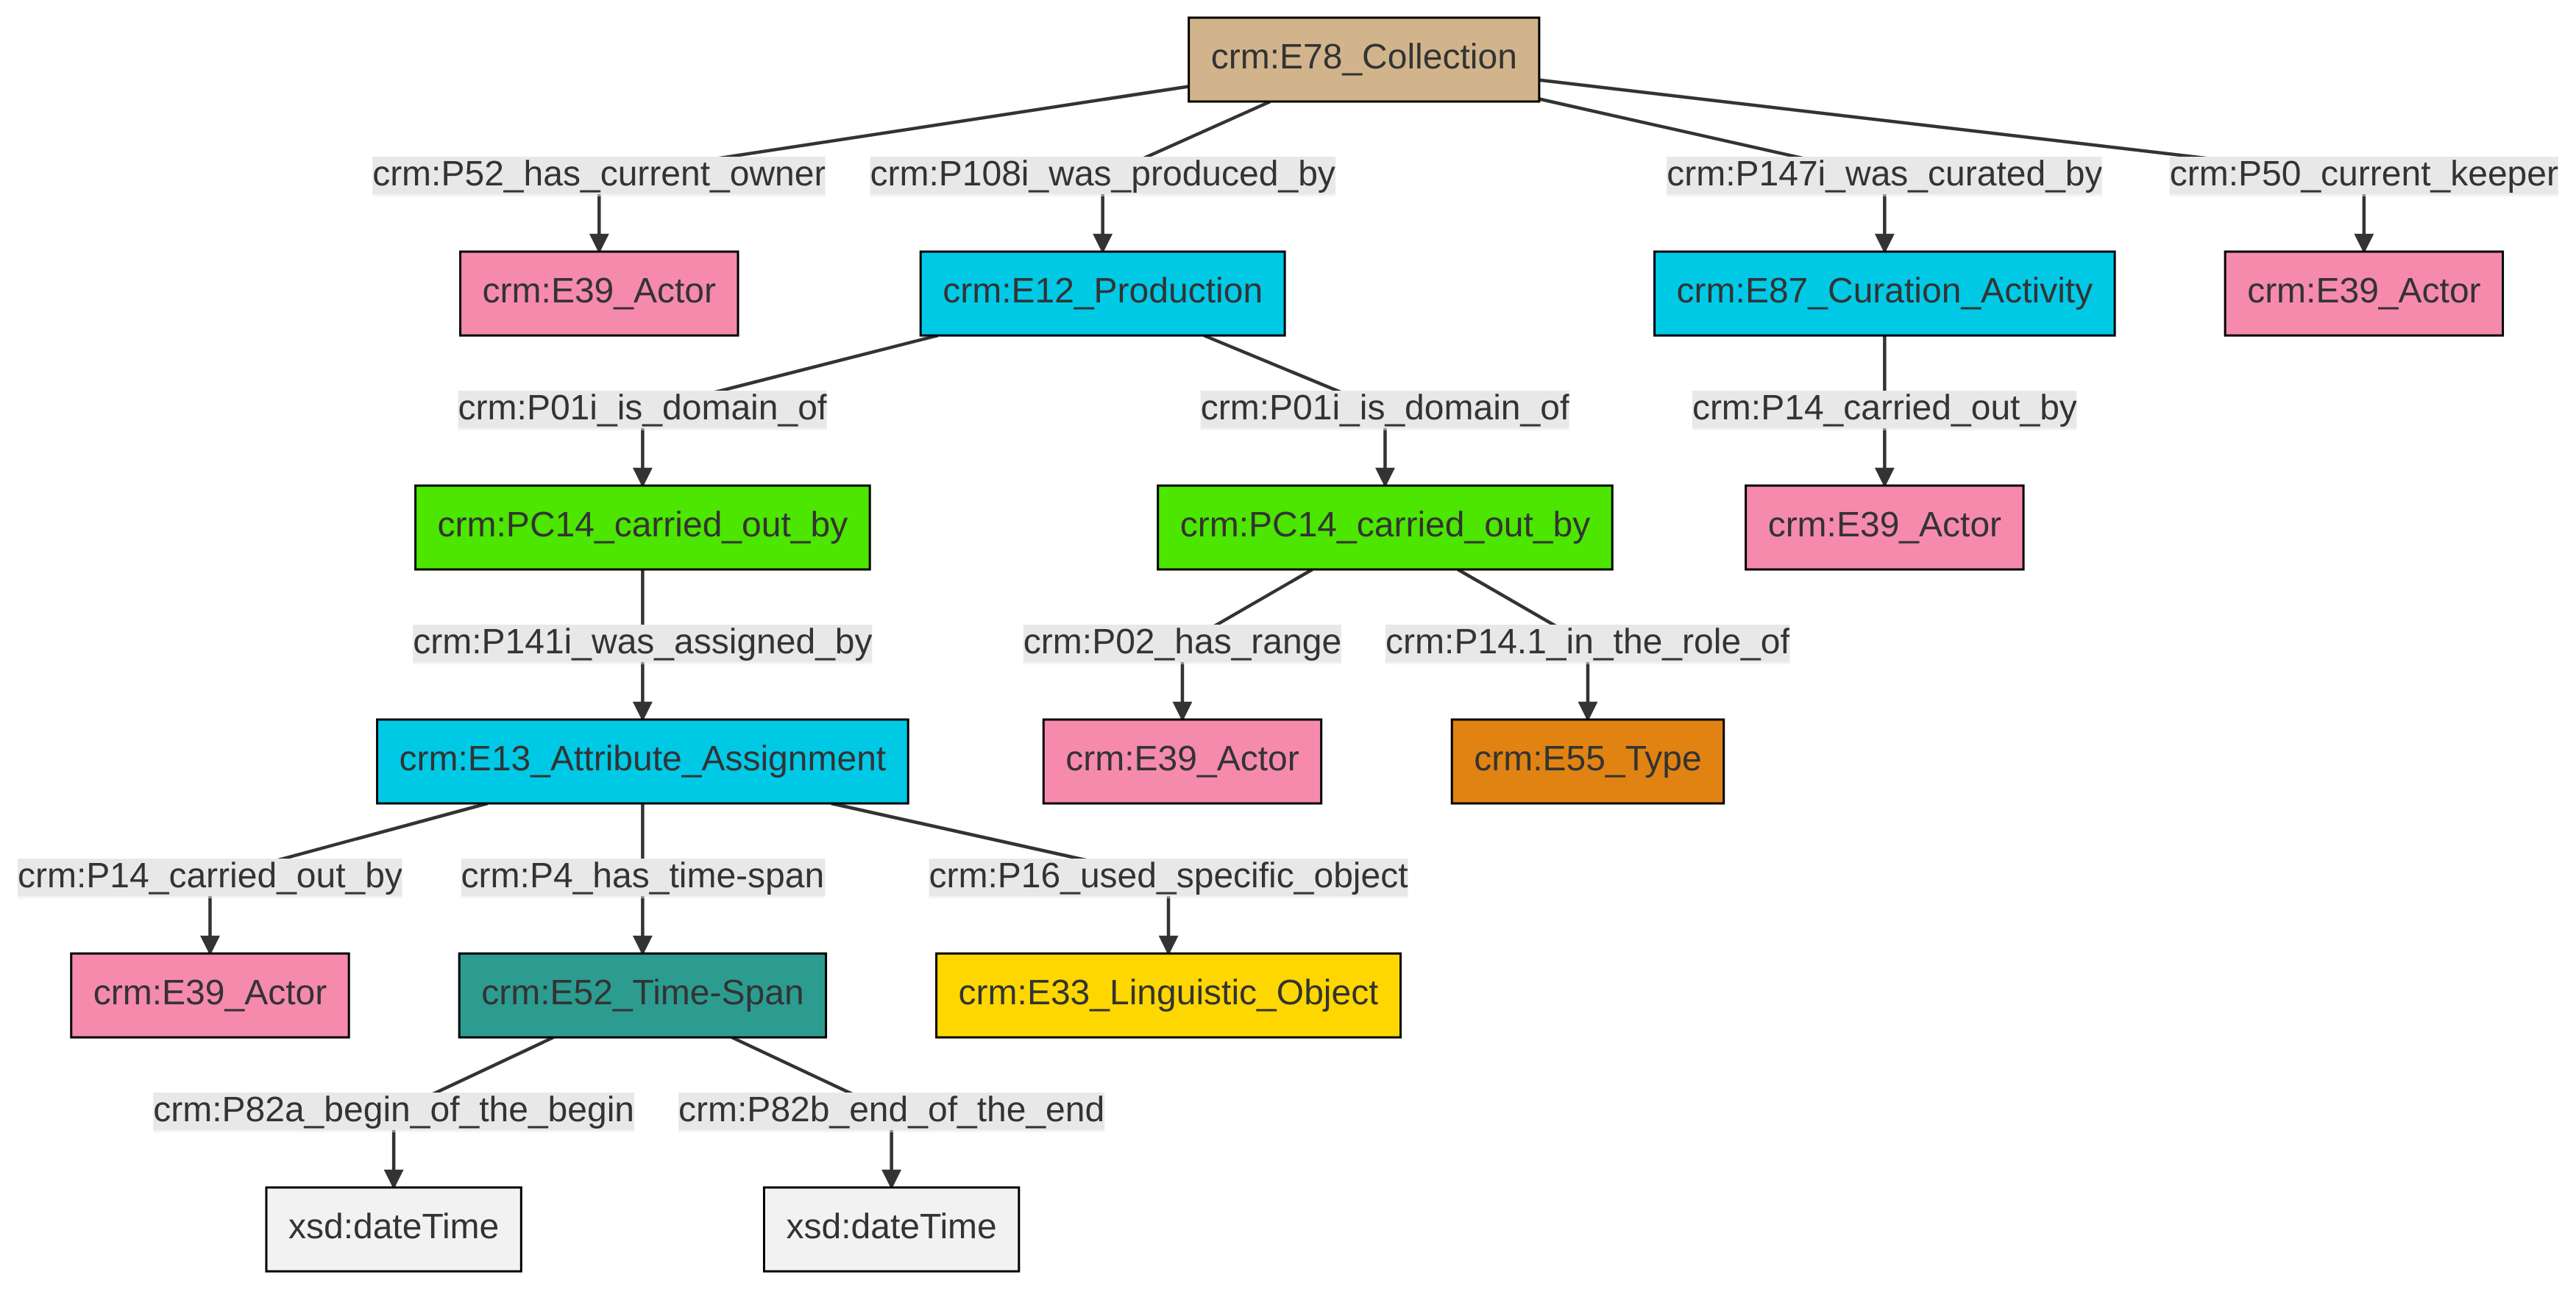 crm:E78_Collection
crm:P52_has_current_owner
crm:P108i_was_produced_by
crm:P147i_was_curated_by
crm:P50_current_keeper
crm:E39_Actor
crm:E12_Production
crm:E87_Curation_Activity
crm:E39_Actor
crm:P01i_is_domain_of
crm:P01i_is_domain_of
crm:P14_carried_out_by
crm:PC14_carried_out_by
crm:PC14_carried_out_by
crm:E39_Actor
crm:P141i_was_assigned_by
crm:P02_has_range
crm:P14.1_in_the_role_of
crm:E13_Attribute_Assignment
crm:E39_Actor
crm:E55_Type
crm:P14_carried_out_by
crm:P4_has_time-span
crm:P16_used_specific_object
crm:E39_Actor
crm:E52_Time-Span
crm:E33_Linguistic_Object
crm:P82a_begin_of_the_begin
crm:P82b_end_of_the_end
xsd:dateTime
xsd:dateTime